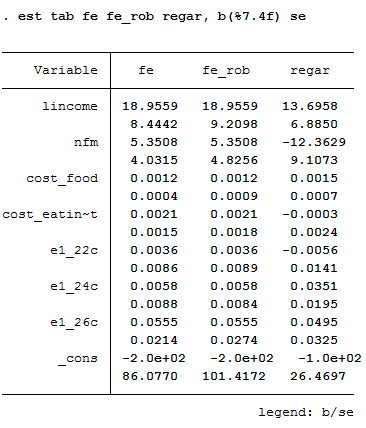 . est tab fe fe_rob regar, b(%7.4f) se
Variable fe fe_rob regar
lincome 18.9559 18.9559 13.6958
8.4442 9.2098 6.8850
nfm 5.3508 5.3508 -12.3629
4.0315 4.8256 9.1073
cost_food 0.0012 0.0012 0.0015
0.0004 0.0009 0.0007
cost_eatin~t 0.0021 0.0021 -0.0003
0.0015 0.0018 0.0024
e1_22c 0.0036 0.0036 -0.0056
0.0086 0.0089 0.0141
e1_24c 0.0058 0.0058 0.0351
0.0088 0.0084 0.0195
e1_26c 0.0555 0.0555 0.0495
0.0214 0.0274 0.0325
_cons -2.0e+02 -2.0e+02 -1.0e+02
86.0770 101.4172 26.4697
legend: b/se